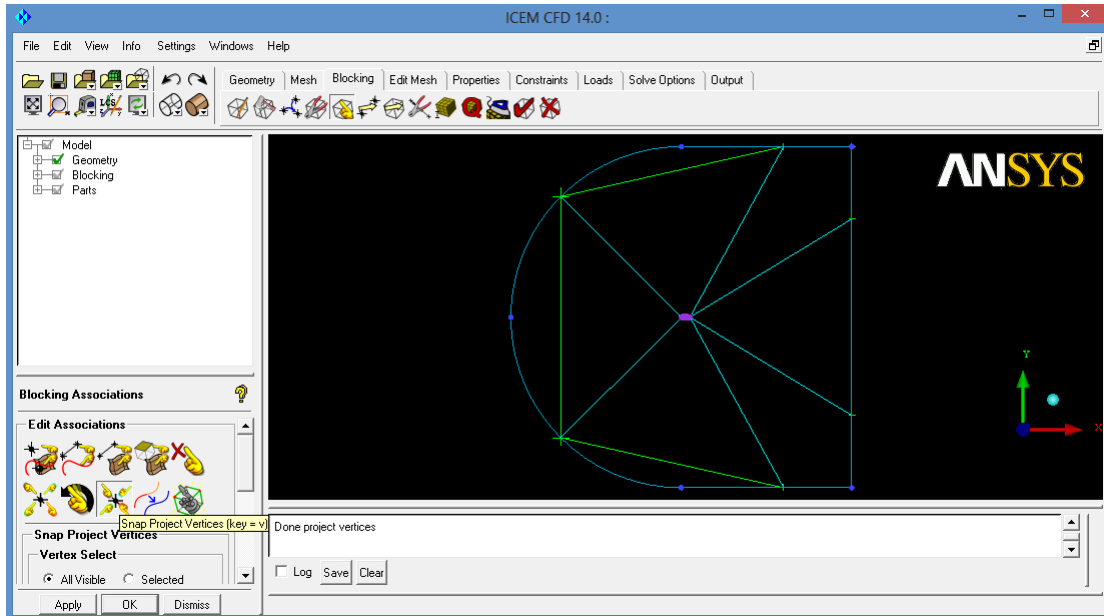 ICEM CFD 14.0 :
File Edit View Info Settings Windows Help
Geometry Mesh Blocking Edit Mesh Properties Constraints Loads Solve Options Output
LCS
Model
Geometry
Blocking
Parts
ANSYS
Y
X
Blocking Associations
Edit Associations
Snap Project Vertices (key = v)
Snap Project Vertices
Vertex Select
All Visible Selected
Apply OK Dismiss
Done project vertices
Log Save Clear